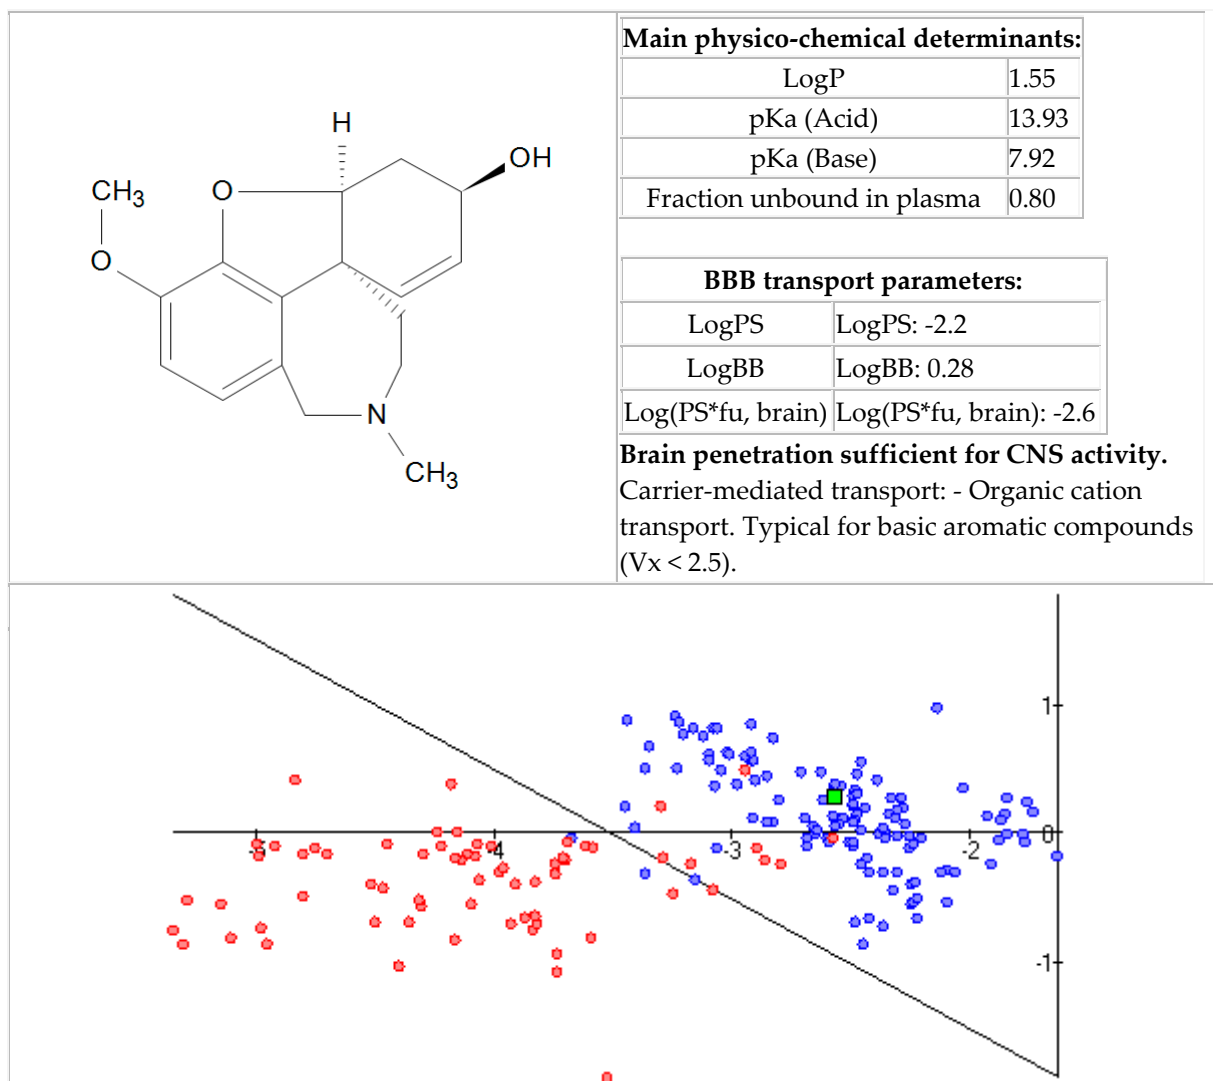 H
OH
CH3
O
O
N
CH3
Main physico-chemical determinants:
LogP 1.55
pKa (Acid) 13.93
pKa (Base) 7.92
Fraction unbound in plasma 0.80
BBB transport parameters:
LogPS LogPS: -2.2
LogBB LogBB: 0.28
Log(PS*fu, brain) Log(PS*fu, brain): -2.6
Brain penetration sufficient for CNS activity.
Carrier-mediated transport: - Organic cation
transport. Typical for basic aromatic compounds
(Vx < 2.5).
1
0
-5 -4 -3 -2
-1